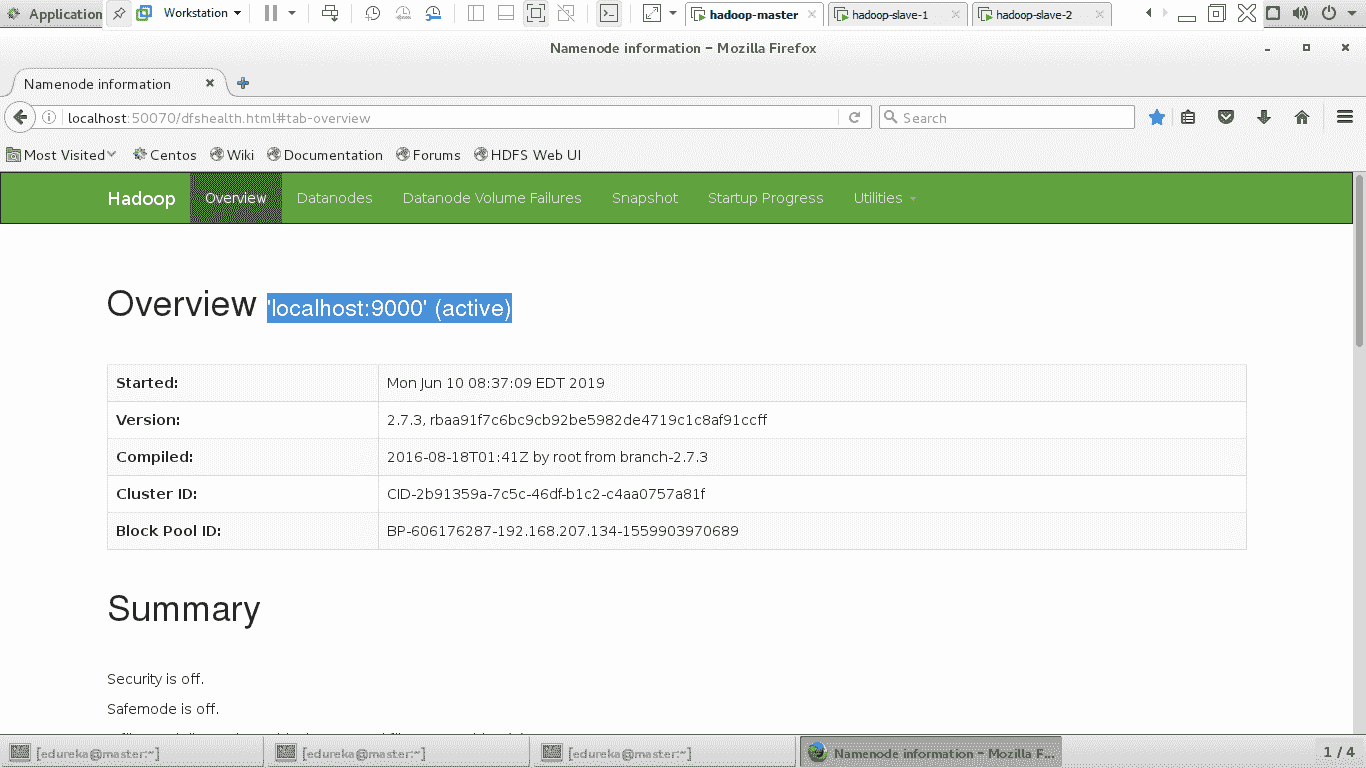 Application Workstation hadoop-master hadoop-slave-1 hadoop-slave-2
Namenode information - Mozilla Firefox
Namenode information
localhost:50070/dfshealth.html#tab-overview Search
Most Visited Centos Wiki Documentation Forums HDFS Web UI
Hadoop Overview Datanodes Datanode Volume Failures Snapshot Startup Progress Utilities
Overview 'localhost:9000' (active)
Started: Mon Jun 10 08:37:09 EDT 2019
Version: 2.7.3, rbaa91f7c6bc9cb92be5982de4719c1c8af91ccff
Compiled: 2016-08-18T01:41Z by root from branch-2.7.3
Cluster ID: CID-2b91359a-7c5c-46df-b1c2-c4aa0757a81f
Block Pool ID: BP-606176287-192.168.207.134-1559903970689
Summary
Security is off.
Safemode is off.
[edureka@master:~] [edureka@master:~] [edureka@master:~] Namenode information - Mozilla F... 1 / 4